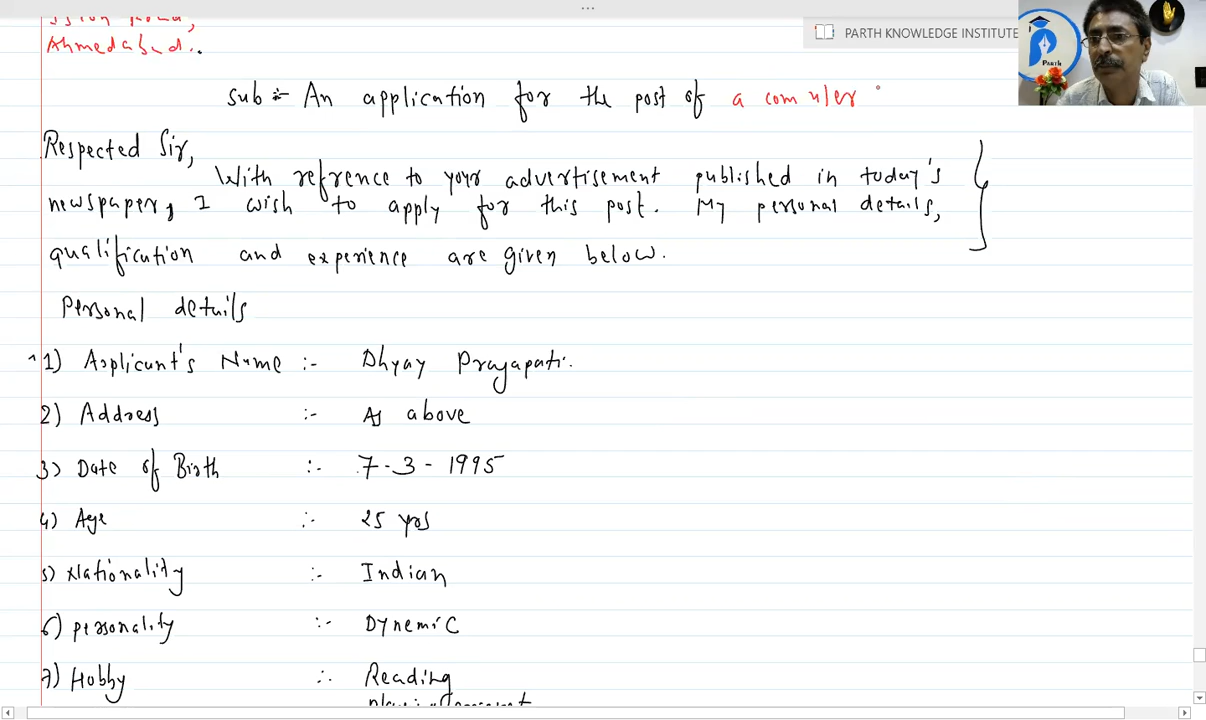 Ahmedabad.
PARTH KNOWLEDGE INSTITUTE
Parth
Sub :- An application for the post of a
Respected Sir,
With refrence to your advertisement published in today's
newspaper, I wish to apply for this post. My personal details,
qualification and experience are given below.
Personal details
1) Applicant's Name :- Dhyay Prajapati.
2) Address :- As above
3) Date of Birth :- 7-3-1995
4) Age :- 25 yrs
5) Nationality :- Indian
6) personality :- Dynemic
7) Hobby :- Reading